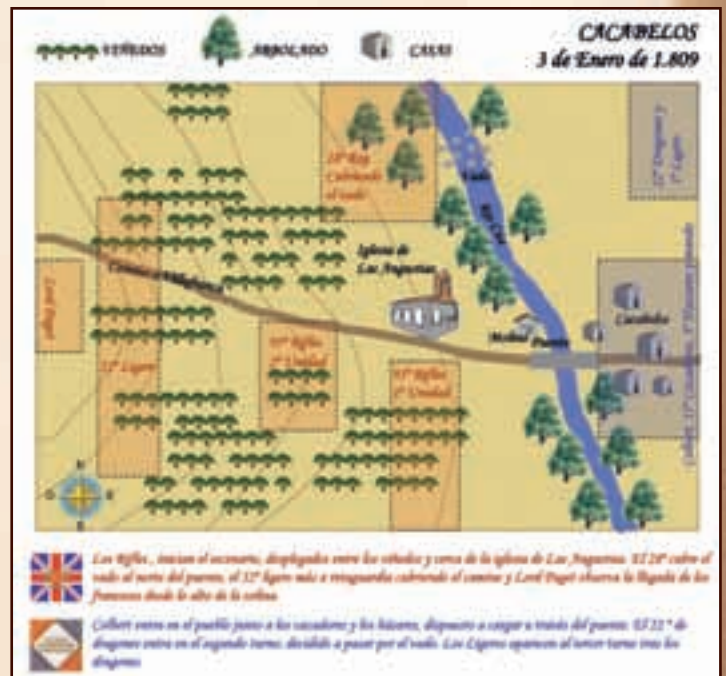 CACABELOS
3 de Enero de 1.809
VIÑEDOS
ARBOLADO
CASAS
28º Reg.
Cubriendo
el vado
Vado
Río Cúa
Iglesia de
Las Angustias
Camino a Villafranca
Lord Paget
52º Ligero
95º Rifles
95º Rifles
Molino
Puente
Cacabelos
N
E
Los Rifles, inician el escenario, desplegados entre los viñedos y cerca de la iglesia de Las Angustias. El 28º cubre el
vado al norte del puente, el 52º ligero más a retaguardia cubriendo el camino y Lord Paget observa la llegada de los
franceses desde lo alto de la colina.
Colbert entra en el pueblo junto a los cazadores y los húsares, dispuesto a cargar a través del puente. El 22º de
dragones entra en el segundo turno, decidido a pasar por el vado. Los Ligeros aparecen al tercer turno tras los
dragones